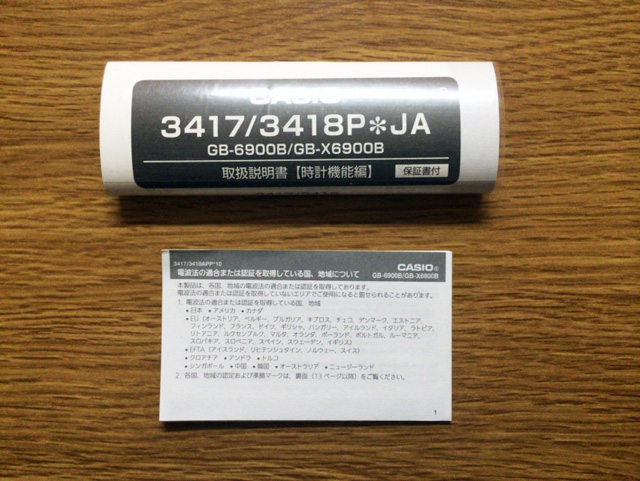 CASIO
3417/3418P*JA
GB-6900B/GB-X6900B
取扱説明書【時計機能編】 保証書付
3417/3418APP*10
CASIO®
電波法の適合または認証を取得している国、地域について GB-6900B/GB-X6900B
本製品は、各国、地域の電波法の適合または認証を取得しております。
電波法の適合または認証を取得していないエリアでご使用になると罰せられることがあります。
1. 電波法の適合または認証を取得している国、地域
●日本 ●アメリカ ●カナダ
●EU（オーストリア、ベルギー、ブルガリア、キプロス、チェコ、デンマーク、エストニア、
フィンランド、フランス、ドイツ、ギリシャ、ハンガリー、アイルランド、イタリア、ラトビア、
リトアニア、ルクセンブルク、マルタ、オランダ、ポーランド、ポルトガル、ルーマニア、
スロバキア、スロベニア、スペイン、スウェーデン、イギリス）
●EFTA（アイスランド、リヒテンシュタイン、ノルウェー、スイス）
●クロアチア ●アンドラ ●トルコ
●シンガポール ●中国 ●韓国 ●オーストラリア ●ニュージーランド
2. 各国、地域の認定および準拠マークは、裏面（13ページ以降）をご覧ください。
1